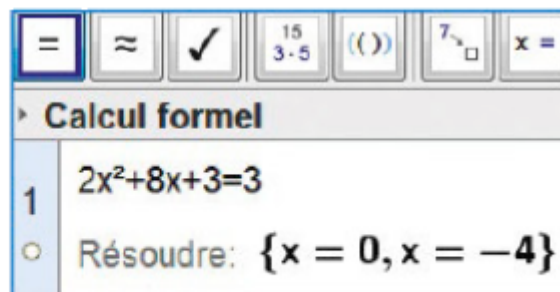 = ≈ ✓ 15 3·5 (()) 7 x =
Calcul formel
1
2x²+8x+3=3
Résoudre: {x = 0, x = −4}